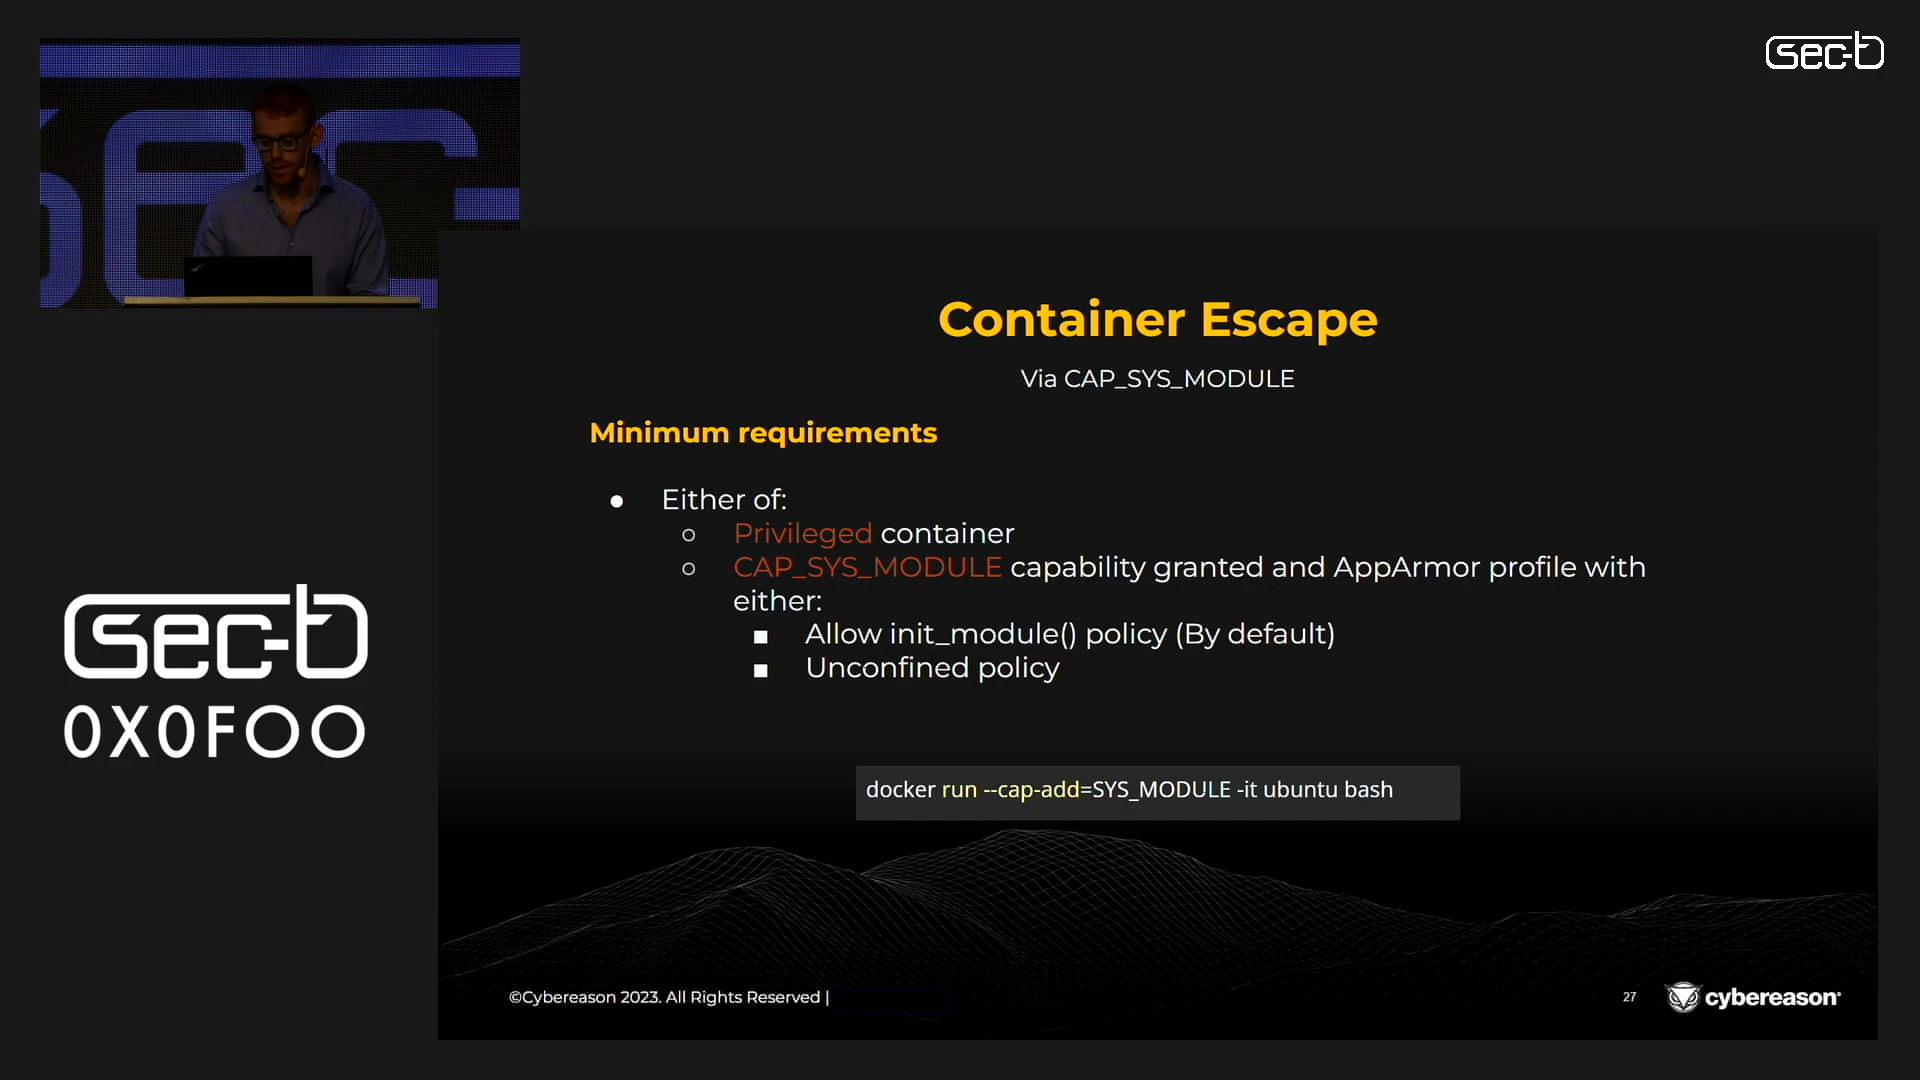 sec-t
Container Escape
Via CAP_SYS_MODULE
Minimum requirements
● Either of:
○ Privileged container
○ CAP_SYS_MODULE capability granted and AppArmor profile with
either:
■ Allow init_module() policy (By default)
■ Unconfined policy
sec-t
0X0F00
docker run --cap-add=SYS_MODULE -it ubuntu bash
©Cybereason 2023. All Rights Reserved |
27
cybereason®